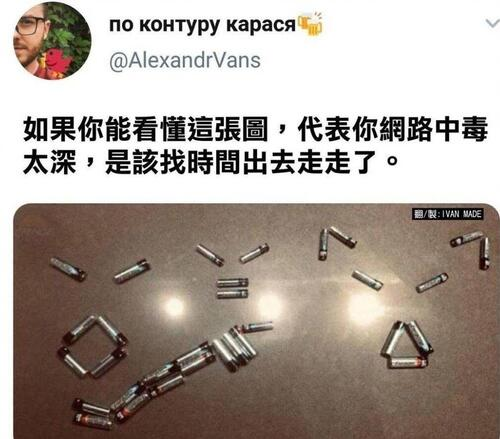 по контуру карася
@AlexandrVans
如果你能看懂這張圖，代表你網路中毒
太深，是該找時間出去走走了。
翻/製:IVAN MADE